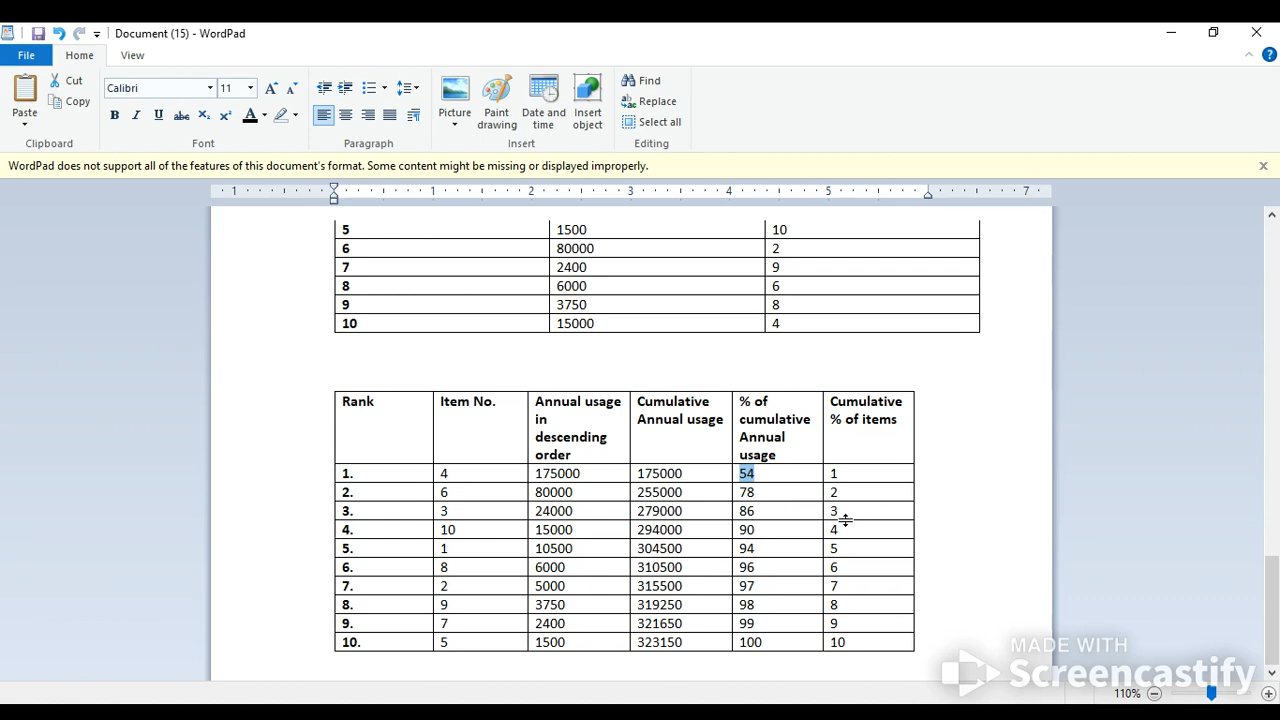 Document (15) - WordPad
File Home View
Paste Cut Copy Clipboard
Calibri 11 Font
Paragraph
Picture Paint drawing Date and time Insert object Insert
Find Replace Select all Editing
WordPad does not support all of the features of this document's format. Some content might be missing or displayed improperly.
1 1 2 3 4 5 7
5 1500 10
6 80000 2
7 2400 9
8 6000 6
9 3750 8
10 15000 4
Rank Item No. Annual usage in descending order Cumulative Annual usage % of cumulative Annual usage Cumulative % of items
1. 4 175000 175000 54 1
2. 6 80000 255000 78 2
3. 3 24000 279000 86 3
4. 10 15000 294000 90 4
5. 1 10500 304500 94 5
6. 8 6000 310500 96 6
7. 2 5000 315500 97 7
8. 9 3750 319250 98 8
9. 7 2400 321650 99 9
10. 5 1500 323150 100 10
MADE WITH
Screencastify
110%